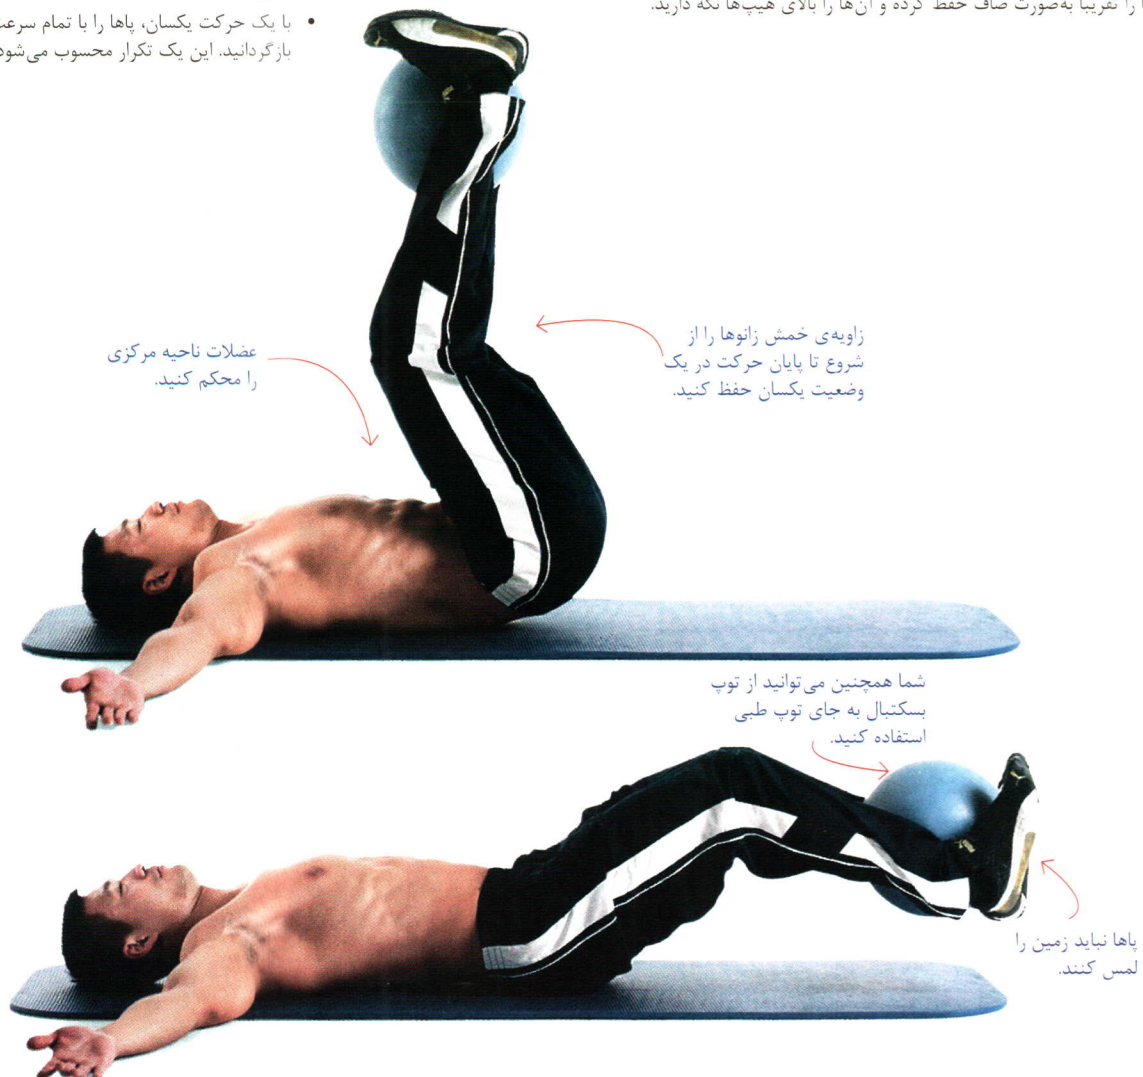 را تقریباً به‌صورت صاف حفظ کرده و آن‌ها را بالای هیپ‌ها نگه دارید.
• با یک حرکت یکسان، پاها را با تمام سرعت
بازگردانید. این یک تکرار محسوب می‌شود
زاویه‌ی خمش زانوها را از
شروع تا پایان حرکت در یک
وضعیت یکسان حفظ کنید.
عضلات ناحیه مرکزی
را محکم کنید.
شما همچنین می‌توانید از توپ
بسکتبال به جای توپ طبی
استفاده کنید.
پاها نباید زمین را
لمس کنند.